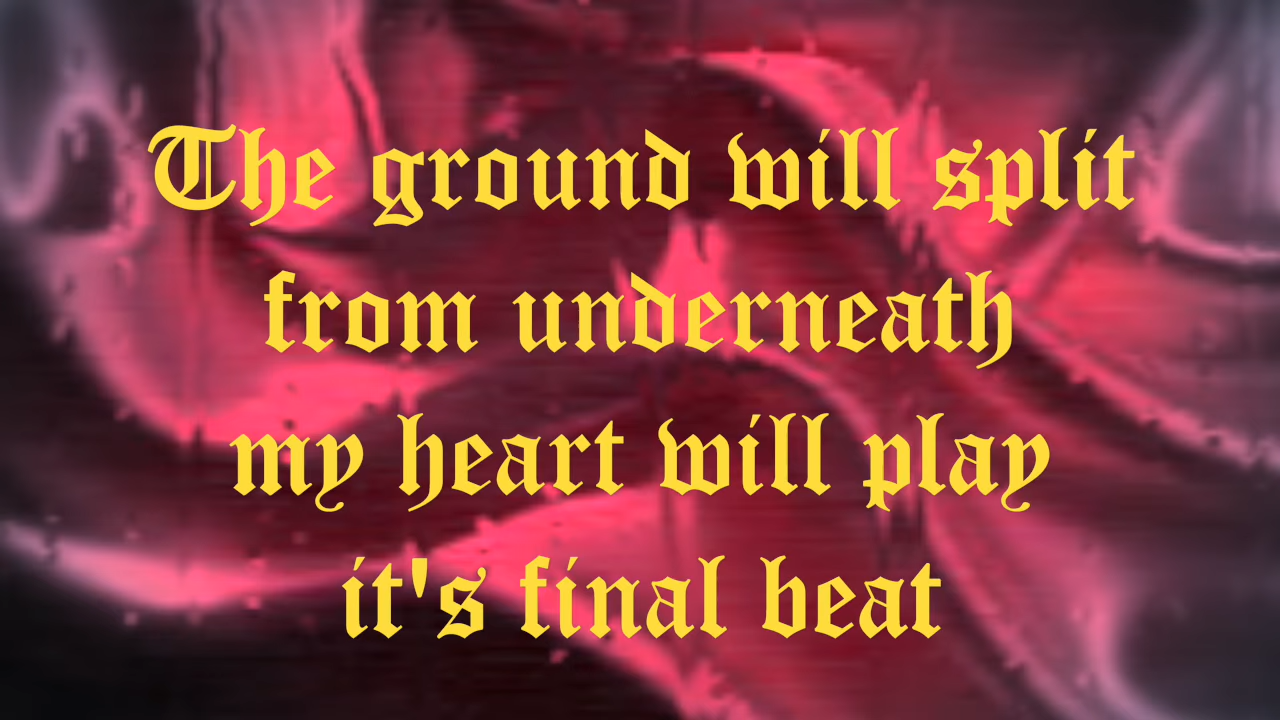 The ground will split
from underneath
my heart will play
it's final beat